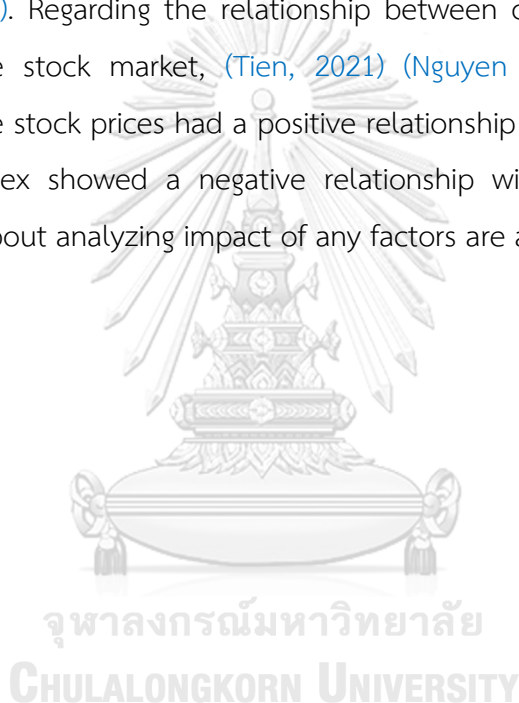 ). Regarding the relationship between
e stock market, (Tien, 2021) (Nguyen
e stock prices had a positive relationship
ex showed a negative relationship wi
out analyzing impact of any factors are a
จุฬาลงกรณ์มหาวิทยาลัย
CHULALONGKORN UNIVERSITY